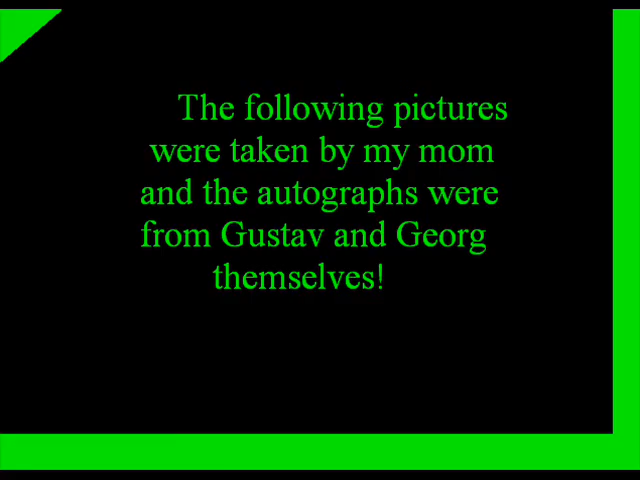 The following pictures
were taken by my mom
and the autographs were
from Gustav and Georg
themselves!